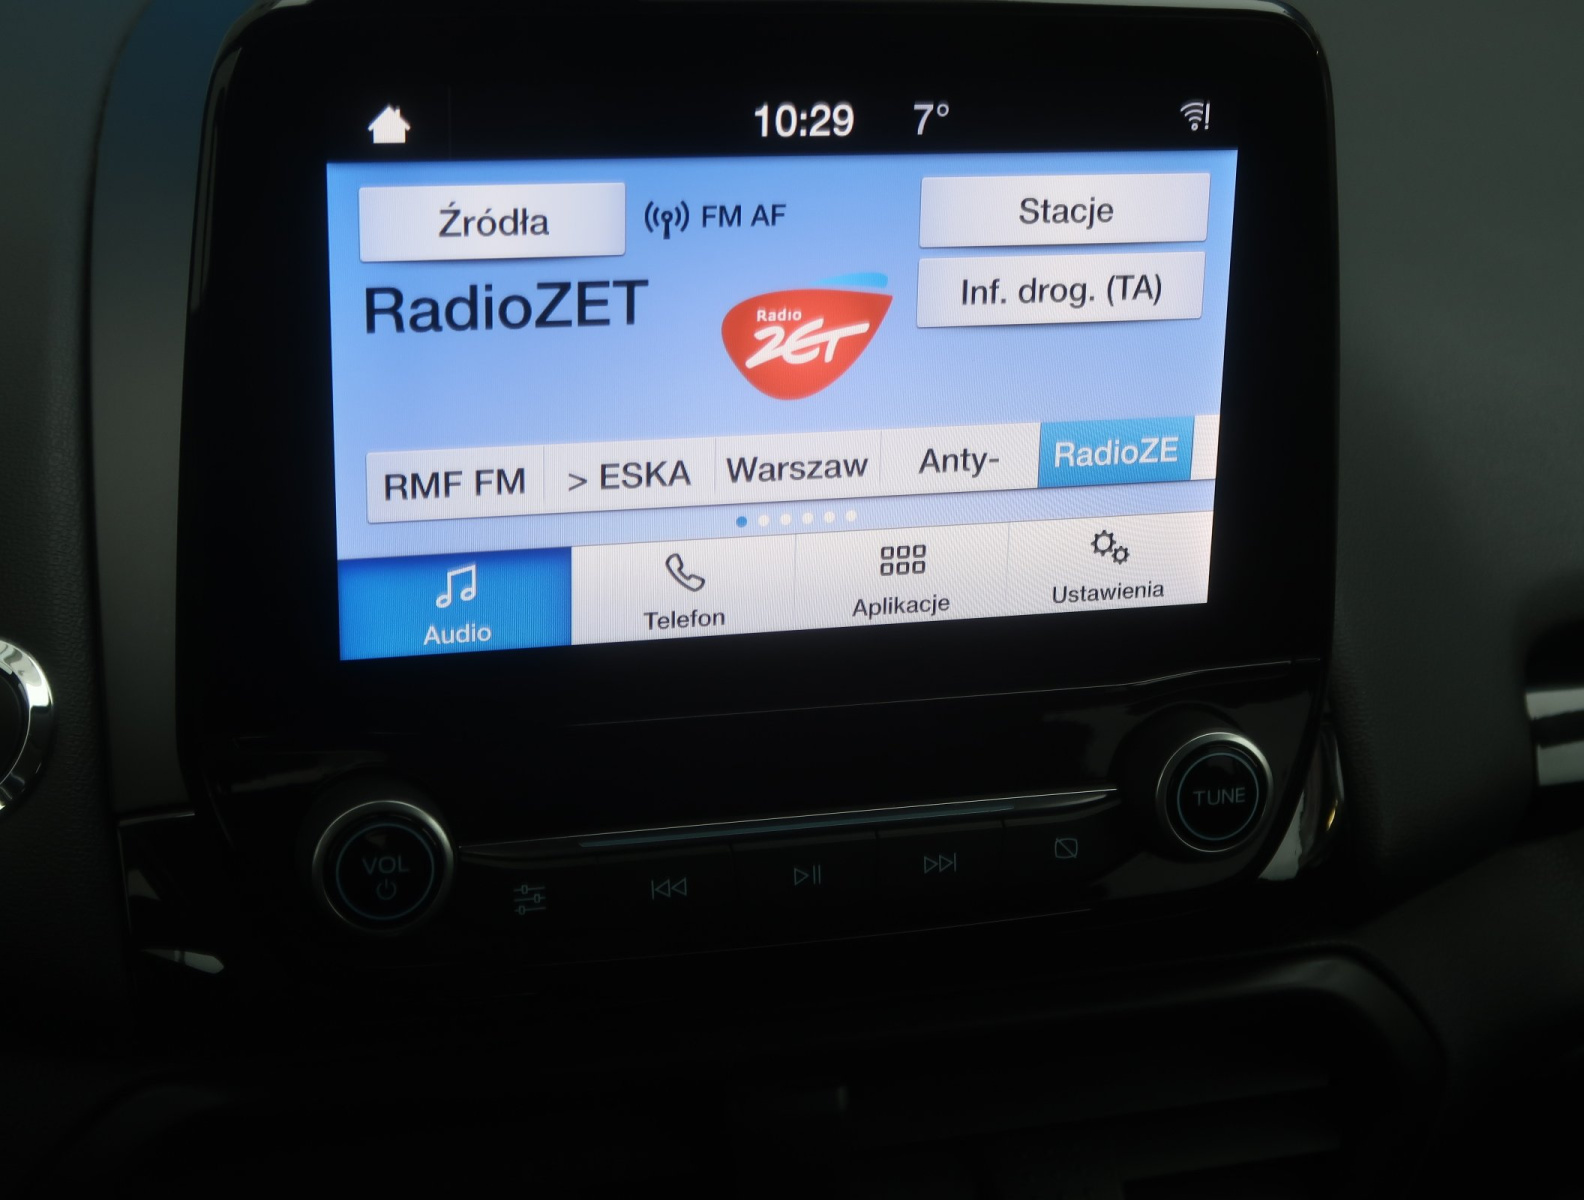 10:29 7°
Źródła
FM AF
Stacje
Inf. drog. (TA)
RadioZET
Radio
ZET
RMF FM
> ESKA
Warszaw
Anty-
RadioZE
Audio
Telefon
Aplikacje
Ustawienia
VOL
TUNE